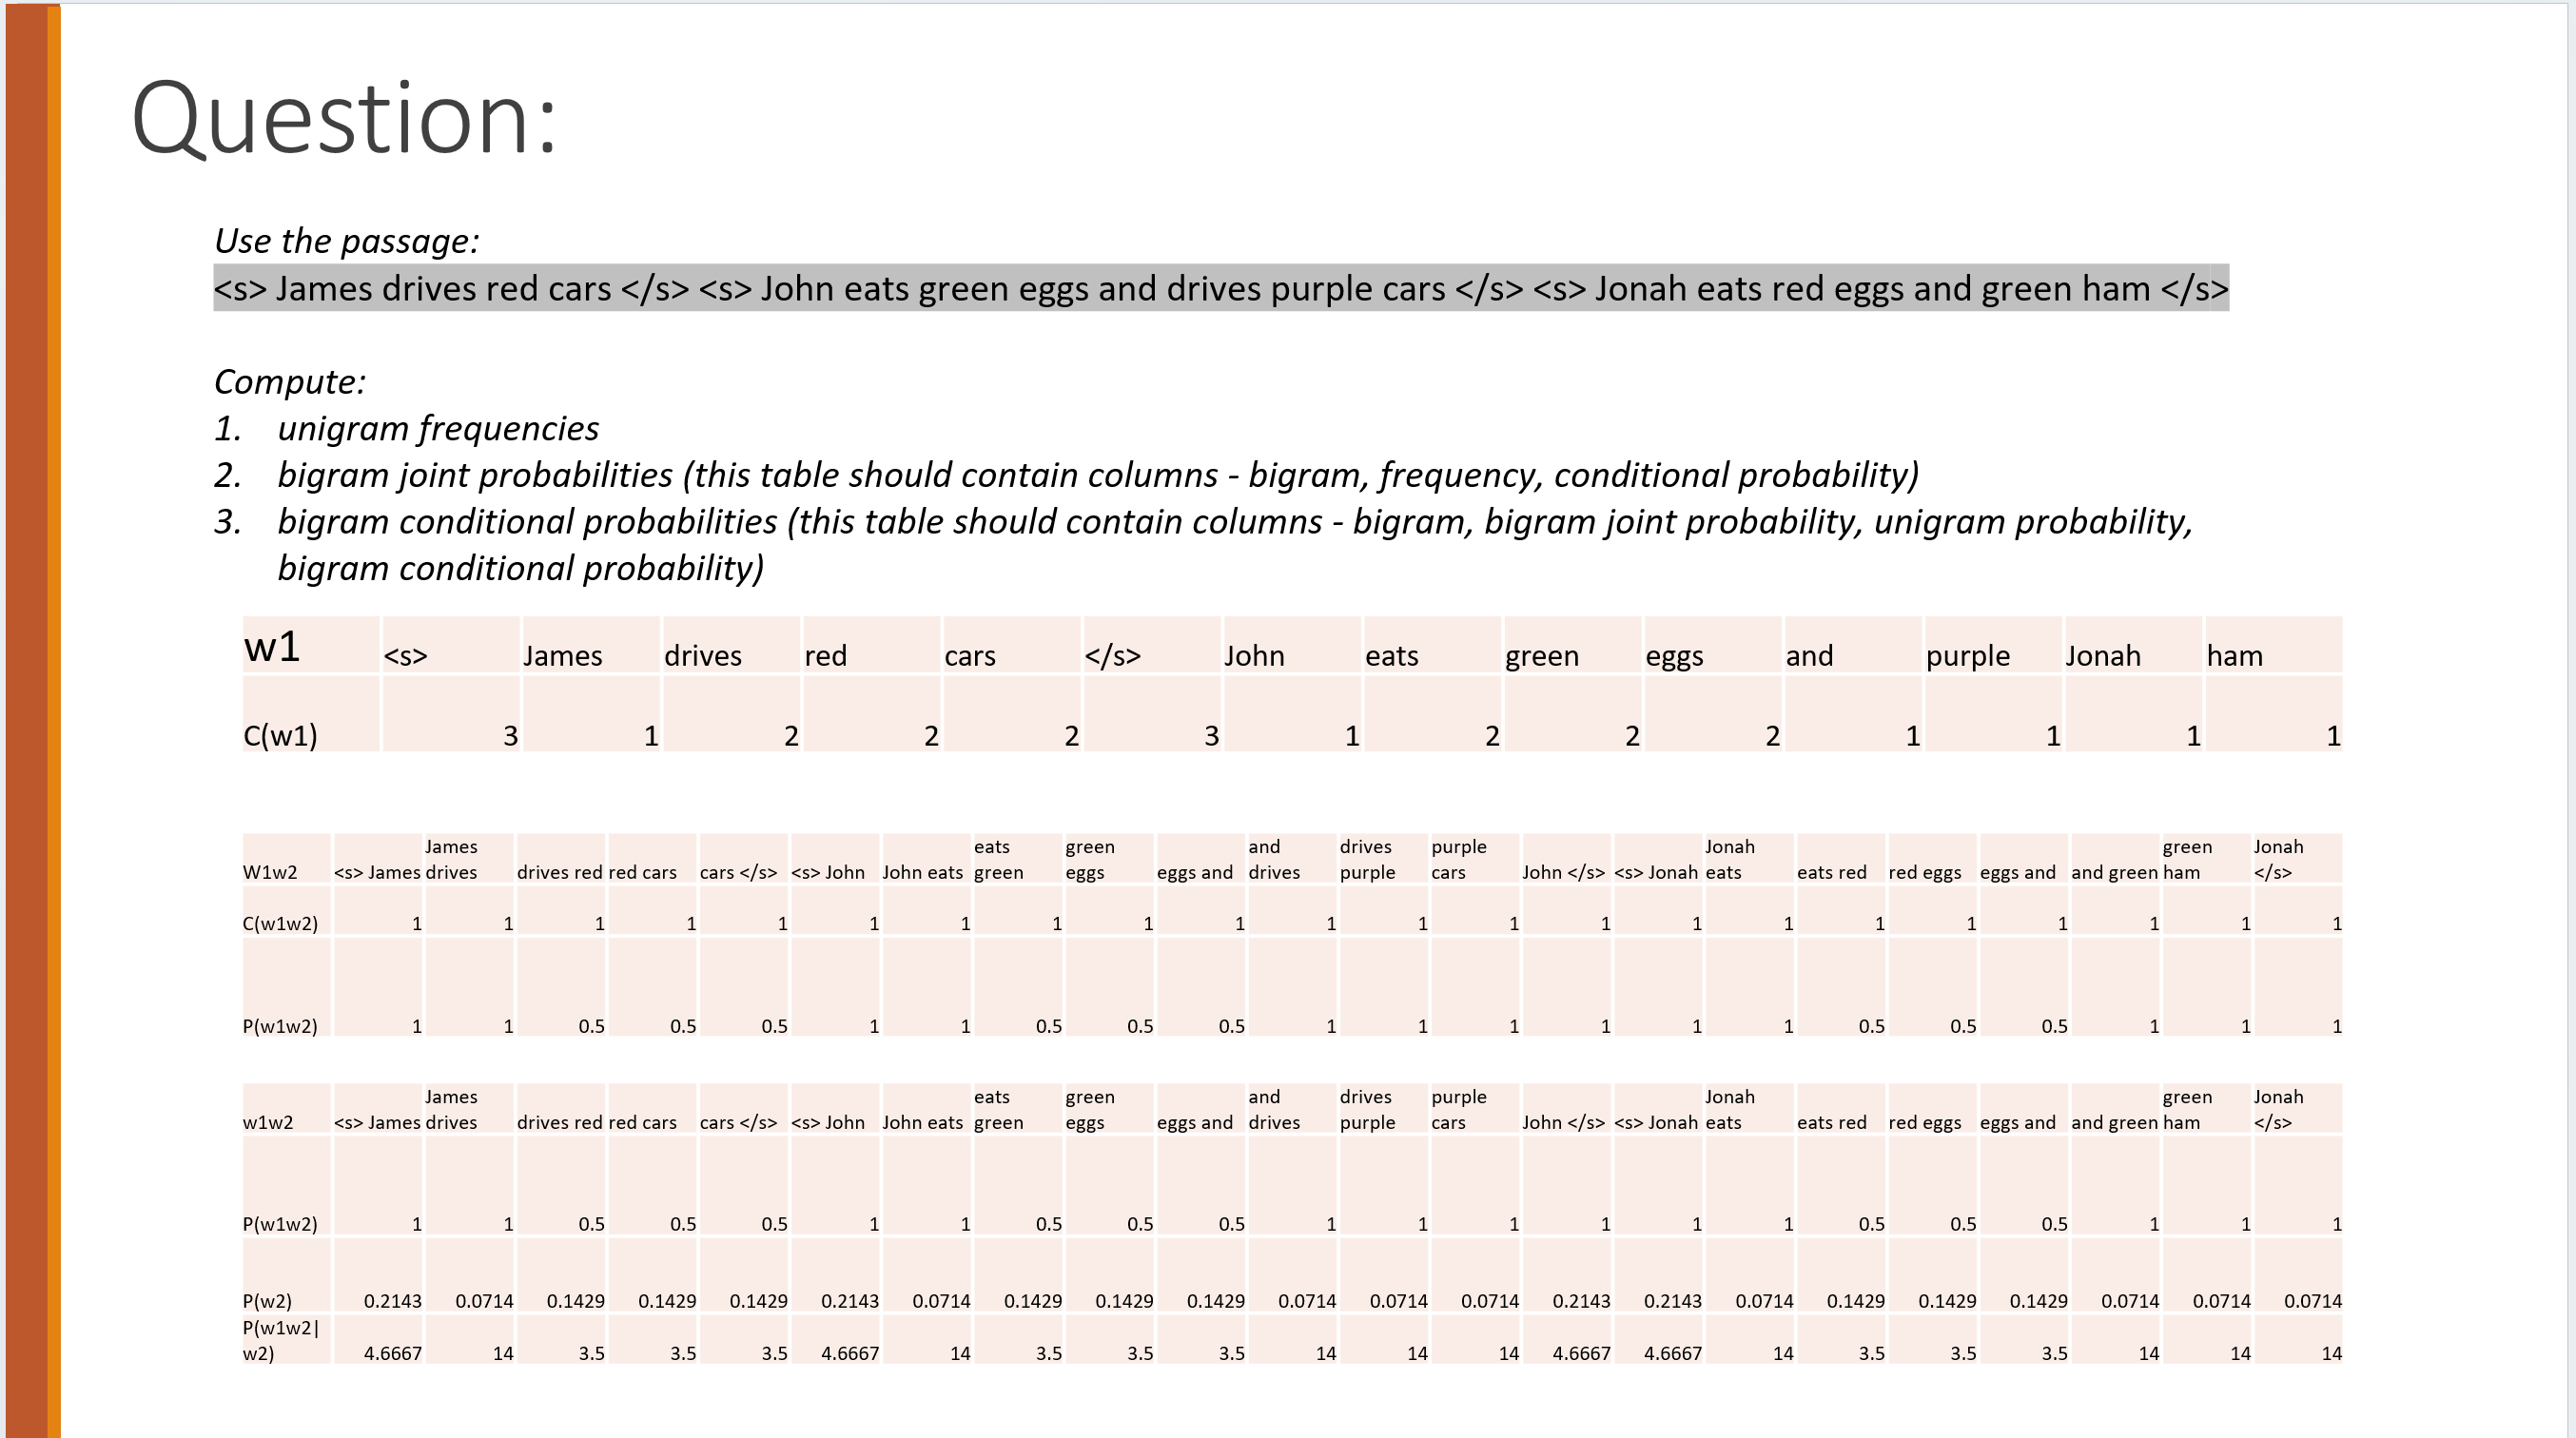 Question:
Use the passage:
<s> James drives red cars </s> <s> John eats green eggs and drives purple cars </s> <s> Jonah eats red eggs and green ham </s>
Compute:
1. unigram frequencies
2. bigram joint probabilities (this table should contain columns - bigram, frequency, conditional probability)
3. bigram conditional probabilities (this table should contain columns - bigram, bigram joint probability, unigram probability,
bigram conditional probability)
w1 <s> James drives red cars </s> John eats green eggs and purple Jonah ham
C(w1) 3 1 2 2 2 3 1 2 2 2 1 1 1 1
W1w2 <s> James James drives drives red red cars cars </s> <s> John John eats eats green green eggs eggs and and drives drives purple purple cars John </s> <s> Jonah Jonah eats eats red red eggs eggs and and green green ham Jonah </s>
C(w1w2) 1 1 1 1 1 1 1 1 1 1 1 1 1 1 1 1 1 1 1 1 1 1
P(w1w2) 1 1 0.5 0.5 0.5 1 1 0.5 0.5 0.5 1 1 1 1 1 1 0.5 0.5 0.5 1 1 1
w1w2 <s> James James drives drives red red cars cars </s> <s> John John eats eats green green eggs eggs and and drives drives purple purple cars John </s> <s> Jonah Jonah eats eats red red eggs eggs and and green green ham Jonah </s>
P(w1w2) 1 1 0.5 0.5 0.5 1 1 0.5 0.5 0.5 1 1 1 1 1 1 0.5 0.5 0.5 1 1 1
P(w2) 0.2143 0.0714 0.1429 0.1429 0.1429 0.2143 0.0714 0.1429 0.1429 0.1429 0.0714 0.0714 0.0714 0.2143 0.2143 0.0714 0.1429 0.1429 0.1429 0.0714 0.0714 0.0714
P(w1w2|w2) 4.6667 14 3.5 3.5 3.5 4.6667 14 3.5 3.5 3.5 14 14 14 4.6667 4.6667 14 3.5 3.5 3.5 14 14 14